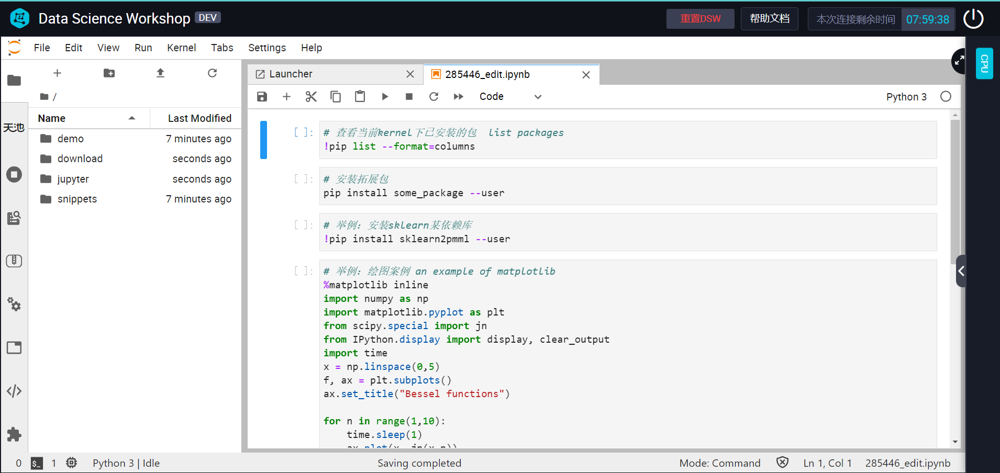 Data Science Workshop DEV
重置DSW 帮助文档 本次连接剩余时间 07:59:38
File Edit View Run Kernel Tabs Settings Help
CPU
Launcher 285446_edit.ipynb
/
Code Python 3
Name Last Modified
天池
demo 7 minutes ago
download seconds ago
jupyter seconds ago
snippets 7 minutes ago
[ ]: # 查看当前kernel下已安装的包  list packages
!pip list --format=columns
[ ]: # 安装拓展包
pip install some_package --user
[ ]: # 举例：安装sklearn某依赖库
!pip install sklearn2pmml --user
[ ]: # 举例：绘图案例 an example of matplotlib
%matplotlib inline
import numpy as np
import matplotlib.pyplot as plt
from scipy.special import jn
from IPython.display import display, clear_output
import time
x = np.linspace(0,5)
f, ax = plt.subplots()
ax.set_title("Bessel functions")
for n in range(1,10):
    time.sleep(1)
    ax.plot(x, jn(x,n))
0 $_ 1 Python 3 | Idle Saving completed Mode: Command Ln 1, Col 1 285446_edit.ipynb